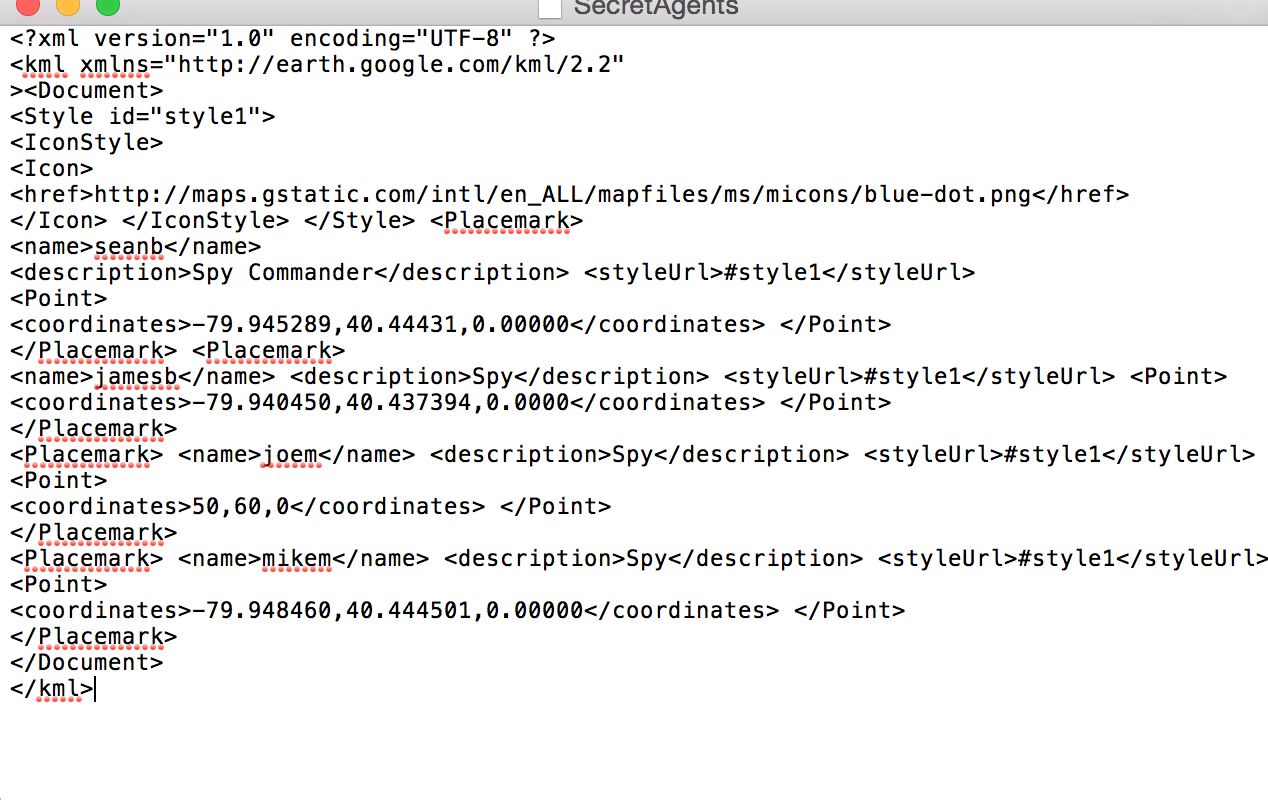 SecretAgents
<?xml version="1.0" encoding="UTF-8" ?>
<kml xmlns="http://earth.google.com/kml/2.2"
><Document>
<Style id="style1">
<IconStyle>
<Icon>
<href>http://maps.gstatic.com/intl/en_ALL/mapfiles/ms/micons/blue-dot.png</href>
</Icon> </IconStyle> </Style> <Placemark>
<name>seanb</name>
<description>Spy Commander</description> <styleUrl>#style1</styleUrl>
<Point>
<coordinates>-79.945289,40.44431,0.00000</coordinates> </Point>
</Placemark> <Placemark>
<name>jamesb</name> <description>Spy</description> <styleUrl>#style1</styleUrl> <Point>
<coordinates>-79.940450,40.437394,0.0000</coordinates> </Point>
</Placemark>
<Placemark> <name>joem</name> <description>Spy</description> <styleUrl>#style1</styleUrl>
<Point>
<coordinates>50,60,0</coordinates> </Point>
</Placemark>
<Placemark> <name>mikem</name> <description>Spy</description> <styleUrl>#style1</styleUrl>
<Point>
<coordinates>-79.948460,40.444501,0.00000</coordinates> </Point>
</Placemark>
</Document>
</kml>